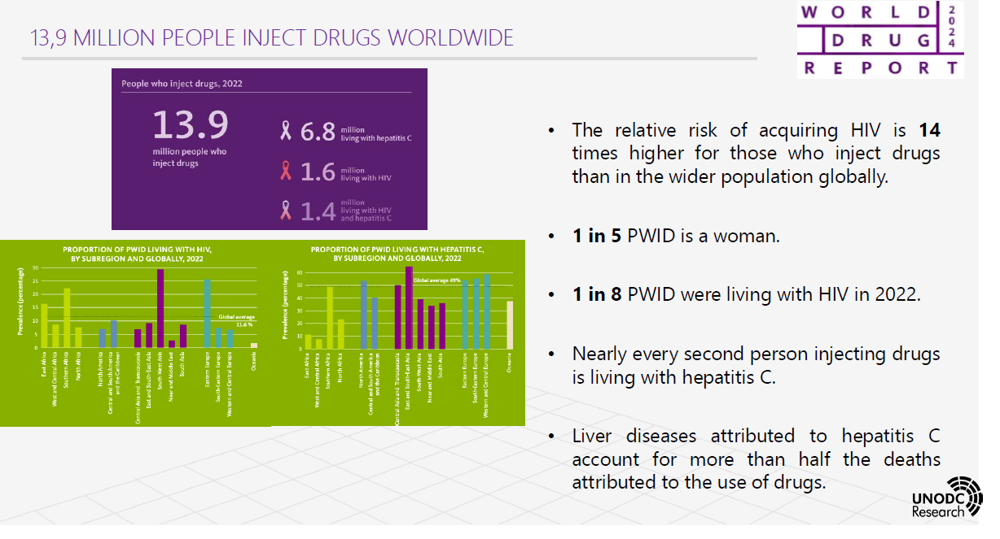 13,9 MILLION PEOPLE INJECT DRUGS WORLDWIDE
WORLD
DRUG
REPORT
2024
People who inject drugs, 2022
13.9
million people who
inject drugs
6.8 million
living with hepatitis C
1.6 million
living with HIV
1.4 million
living with HIV
and hepatitis C
PROPORTION OF PWID LIVING WITH HIV,
BY SUBREGION AND GLOBALLY, 2022
Prevalence (percentage)
30
25
20
15
10
5
0
Global average
11.6 %
East Africa
West and Central Africa
Southern Africa
North Africa
North America
Central and South America
and the Caribbean
Central Asia and Transcaucasia
East and South-East Asia
South-West Asia
Near and Middle East
South Asia
Eastern Europe
South-Eastern Europe
Western and Central Europe
Oceania
PROPORTION OF PWID LIVING WITH HEPATITIS C,
BY SUBREGION AND GLOBALLY, 2022
Prevalence (percentage)
60
50
40
30
20
10
0
Global average 49%
East Africa
West and Central Africa
Southern Africa
North Africa
North America
Central and South America
and the Caribbean
Central Asia and Transcaucasia
East and South-East Asia
South-West Asia
Near and Middle East
South Asia
Eastern Europe
South-Eastern Europe
Western and Central Europe
Oceania
• The relative risk of acquiring HIV is 14
times higher for those who inject drugs
than in the wider population globally.
• 1 in 5 PWID is a woman.
• 1 in 8 PWID were living with HIV in 2022.
• Nearly every second person injecting drugs
is living with hepatitis C.
• Liver diseases attributed to hepatitis C
account for more than half the deaths
attributed to the use of drugs.
UNODC
Research